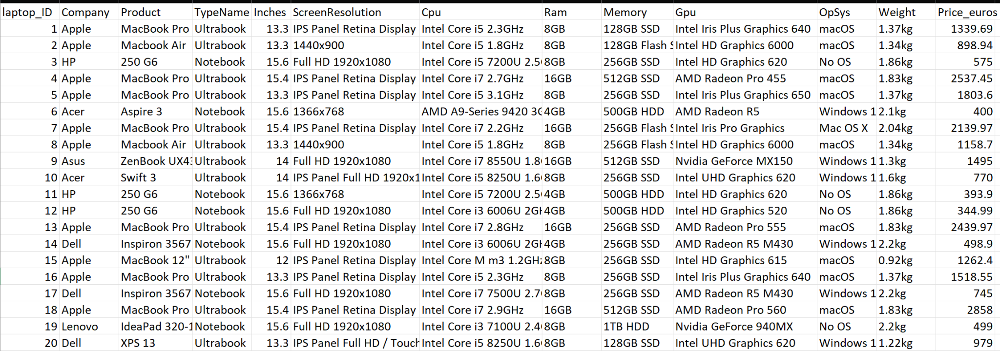 laptop_ID Company Product TypeName Inches ScreenResolution Cpu Ram Memory Gpu OpSys Weight Price_euros
1 Apple MacBook Pro Ultrabook 13.3 IPS Panel Retina Display Intel Core i5 2.3GHz 8GB 128GB SSD Intel Iris Plus Graphics 640 macOS 1.37kg 1339.69
2 Apple Macbook Air Ultrabook 13.3 1440x900 Intel Core i5 1.8GHz 8GB 128GB Flash S Intel HD Graphics 6000 macOS 1.34kg 898.94
3 HP 250 G6 Notebook 15.6 Full HD 1920x1080 Intel Core i5 7200U 2.5 8GB 256GB SSD Intel HD Graphics 620 No OS 1.86kg 575
4 Apple MacBook Pro Ultrabook 15.4 IPS Panel Retina Display Intel Core i7 2.7GHz 16GB 512GB SSD AMD Radeon Pro 455 macOS 1.83kg 2537.45
5 Apple MacBook Pro Ultrabook 13.3 IPS Panel Retina Display Intel Core i5 3.1GHz 8GB 256GB SSD Intel Iris Plus Graphics 650 macOS 1.37kg 1803.6
6 Acer Aspire 3 Notebook 15.6 1366x768 AMD A9-Series 9420 3G 4GB 500GB HDD AMD Radeon R5 Windows 1 2.1kg 400
7 Apple MacBook Pro Ultrabook 15.4 IPS Panel Retina Display Intel Core i7 2.2GHz 16GB 256GB Flash S Intel Iris Pro Graphics Mac OS X 2.04kg 2139.97
8 Apple Macbook Air Ultrabook 13.3 1440x900 Intel Core i5 1.8GHz 8GB 256GB Flash S Intel HD Graphics 6000 macOS 1.34kg 1158.7
9 Asus ZenBook UX43 Ultrabook 14 Full HD 1920x1080 Intel Core i7 8550U 1.8 16GB 512GB SSD Nvidia GeForce MX150 Windows 1 1.3kg 1495
10 Acer Swift 3 Ultrabook 14 IPS Panel Full HD 1920x1 Intel Core i5 8250U 1.6 8GB 256GB SSD Intel UHD Graphics 620 Windows 1 1.6kg 770
11 HP 250 G6 Notebook 15.6 1366x768 Intel Core i5 7200U 2.5 4GB 500GB HDD Intel HD Graphics 620 No OS 1.86kg 393.9
12 HP 250 G6 Notebook 15.6 Full HD 1920x1080 Intel Core i3 6006U 2GH 4GB 500GB HDD Intel HD Graphics 520 No OS 1.86kg 344.99
13 Apple MacBook Pro Ultrabook 15.4 IPS Panel Retina Display Intel Core i7 2.8GHz 16GB 256GB SSD AMD Radeon Pro 555 macOS 1.83kg 2439.97
14 Dell Inspiron 3567 Notebook 15.6 Full HD 1920x1080 Intel Core i3 6006U 2GH 4GB 256GB SSD AMD Radeon R5 M430 Windows 1 2.2kg 498.9
15 Apple MacBook 12" Ultrabook 12 IPS Panel Retina Display Intel Core M m3 1.2GHz 8GB 256GB SSD Intel HD Graphics 615 macOS 0.92kg 1262.4
16 Apple MacBook Pro Ultrabook 13.3 IPS Panel Retina Display Intel Core i5 2.3GHz 8GB 256GB SSD Intel Iris Plus Graphics 640 macOS 1.37kg 1518.55
17 Dell Inspiron 3567 Notebook 15.6 Full HD 1920x1080 Intel Core i7 7500U 2.7 8GB 256GB SSD AMD Radeon R5 M430 Windows 1 2.2kg 745
18 Apple MacBook Pro Ultrabook 15.4 IPS Panel Retina Display Intel Core i7 2.9GHz 16GB 512GB SSD AMD Radeon Pro 560 macOS 1.83kg 2858
19 Lenovo IdeaPad 320-1 Notebook 15.6 Full HD 1920x1080 Intel Core i3 7100U 2.4 8GB 1TB HDD Nvidia GeForce 940MX No OS 2.2kg 499
20 Dell XPS 13 Ultrabook 13.3 IPS Panel Full HD / Touch Intel Core i5 8250U 1.6 8GB 128GB SSD Intel UHD Graphics 620 Windows 1 1.22kg 979